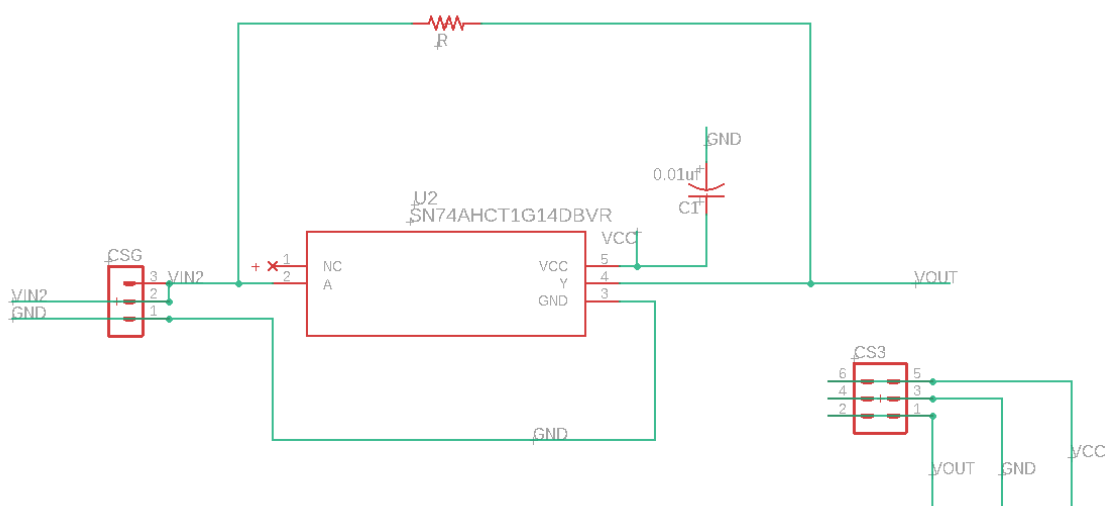 R
GND
0.01uf
C1
U2
SN74AHCT1G14DBVR
VCC
CSG
3
VIN2
2
1
VIN2
GND
1
NC
2
A
VCC
5
Y
4
GND
3
VOUT
GND
CS3
6
5
4
3
2
1
VOUT
GND
VCC